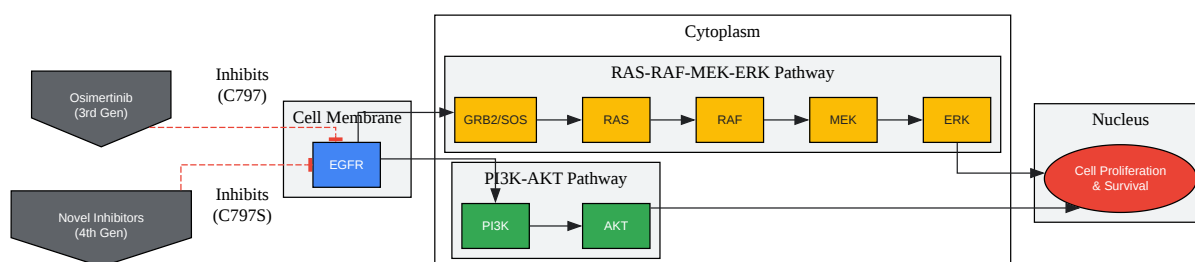 Cytoplasm
RAS-RAF-MEK-ERK Pathway
Inhibits
(C797)
Osimertinib
(3rd Gen)
Cell Membrane
GRB2/SOS
RAS
RAF
MEK
ERK
Nucleus
EGFR
PI3K-AKT Pathway
Cell Proliferation
& Survival
Inhibits
(C797S)
Novel Inhibitors
(4th Gen)
PI3K
AKT